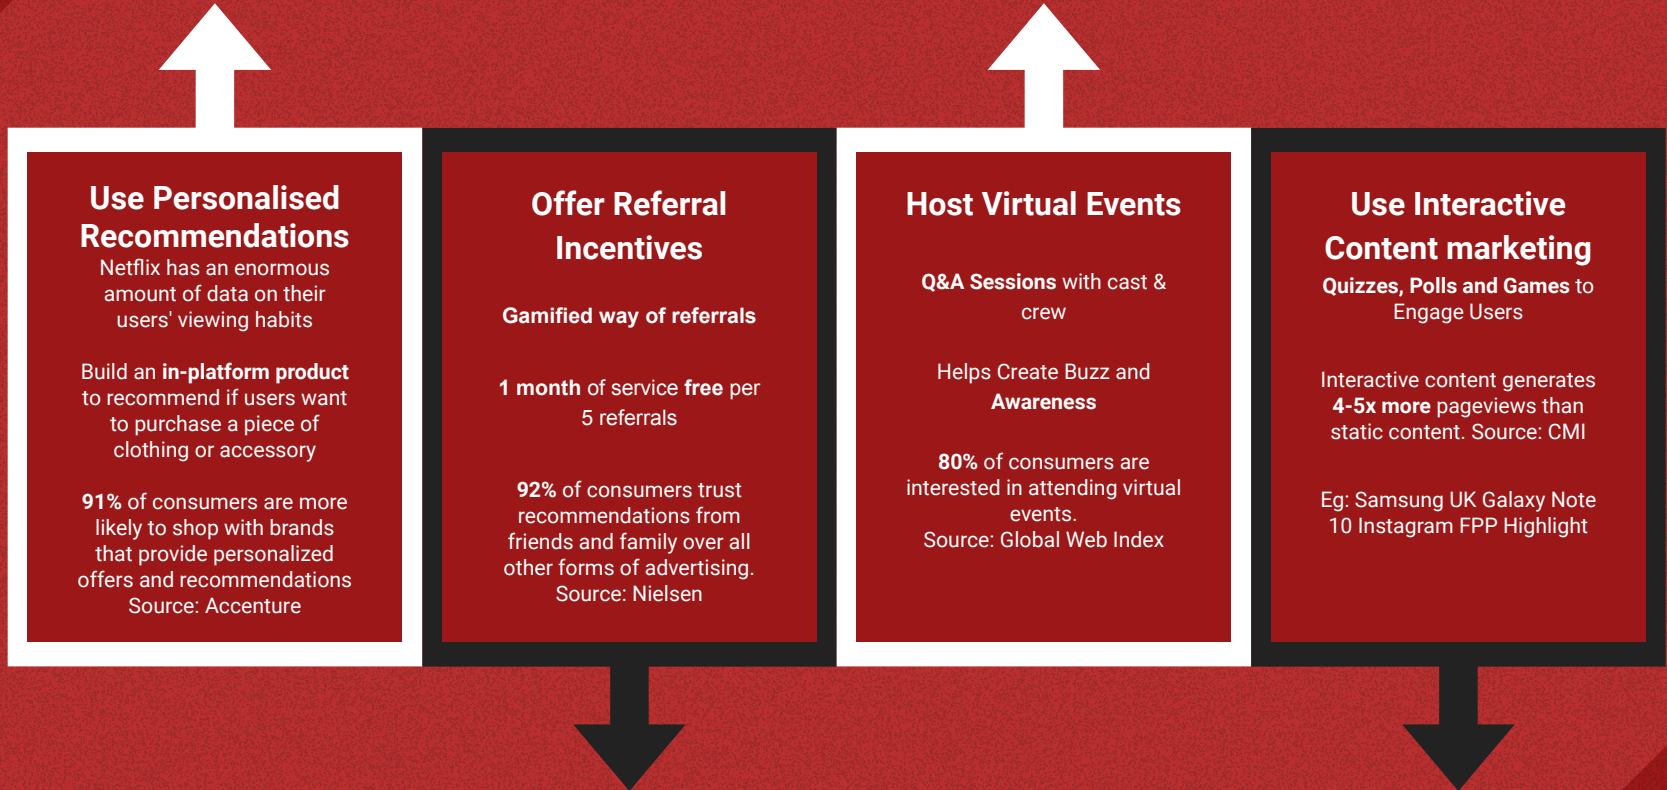 Use Personalised
Recommendations
Netflix has an enormous
amount of data on their
users' viewing habits
Build an in-platform product
to recommend if users want
to purchase a piece of
clothing or accessory
91% of consumers are more
likely to shop with brands
that provide personalized
offers and recommendations
Source: Accenture
Offer Referral
Incentives
Gamified way of referrals
1 month of service free per
5 referrals
92% of consumers trust
recommendations from
friends and family over all
other forms of advertising.
Source: Nielsen
Host Virtual Events
Q&A Sessions with cast &
crew
Helps Create Buzz and
Awareness
80% of consumers are
interested in attending virtual
events.
Source: Global Web Index
Use Interactive
Content marketing
Quizzes, Polls and Games to
Engage Users
Interactive content generates
4-5x more pageviews than
static content. Source: CMI
Eg: Samsung UK Galaxy Note
10 Instagram FPP Highlight